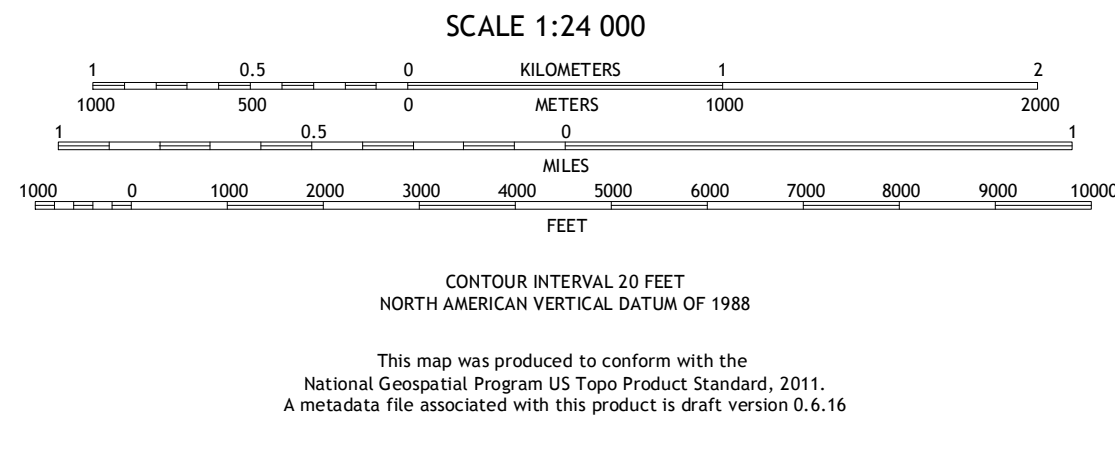 SCALE 1:24 000
1 0.5 0 KILOMETERS 1 2
1000 500 0 METERS 1000 2000
1 0.5 0 1
MILES
1000 0 1000 2000 3000 4000 5000 6000 7000 8000 9000 10000
FEET
CONTOUR INTERVAL 20 FEET
NORTH AMERICAN VERTICAL DATUM OF 1988
This map was produced to conform with the
National Geospatial Program US Topo Product Standard, 2011.
A metadata file associated with this product is draft version 0.6.16